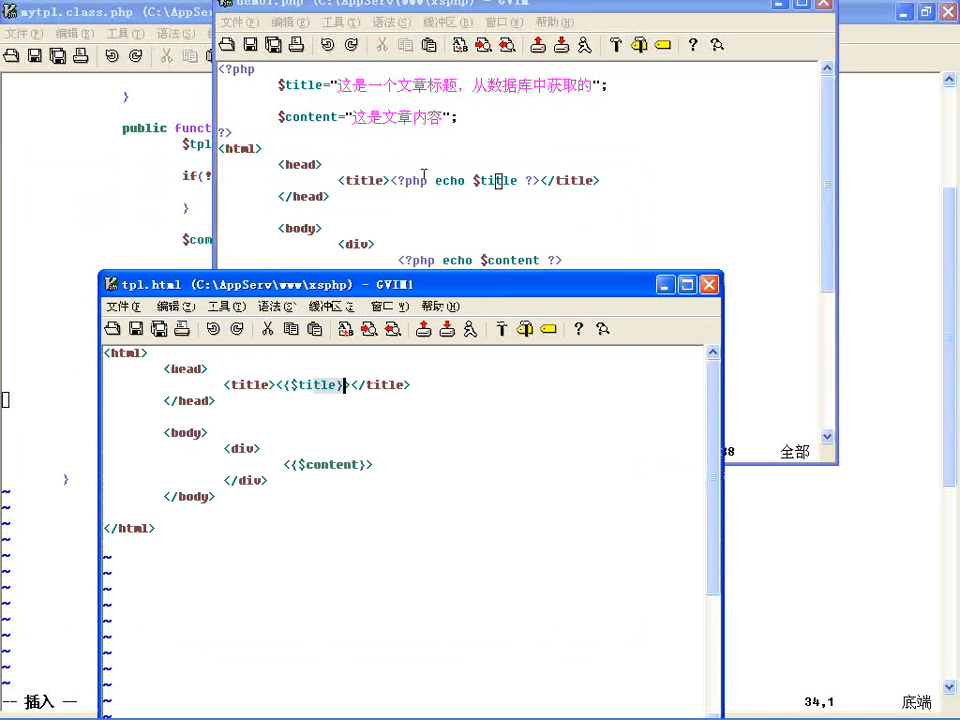 mytpl.class.php (C:\AppSer
文件(F) 编辑(E) 工具(T) 语法(S)
}
public funct
$tpl
if(!
}
$com
}
-- 插入 --
34,1
底端
demo1.php (C:\AppServ\www\xsphp) - GVIM
文件(F) 编辑(E) 工具(T) 语法(S) 缓冲区(B) 窗口(W) 帮助(H)
<?php
$title="这是一个文章标题，从数据库中获取的";
$content="这是文章内容";
?>
<html>
<head>
<title><?php echo $title ?></title>
</head>
<body>
<div>
<?php echo $content ?>
38
全部
tpl.html (C:\AppServ\www\xsphp) - GVIM1
文件(F) 编辑(E) 工具(T) 语法(S) 缓冲区(B) 窗口(W) 帮助(H)
<html>
<head>
<title><{$title}></title>
</head>
<body>
<div>
<{$content}>
</div>
</body>
</html>